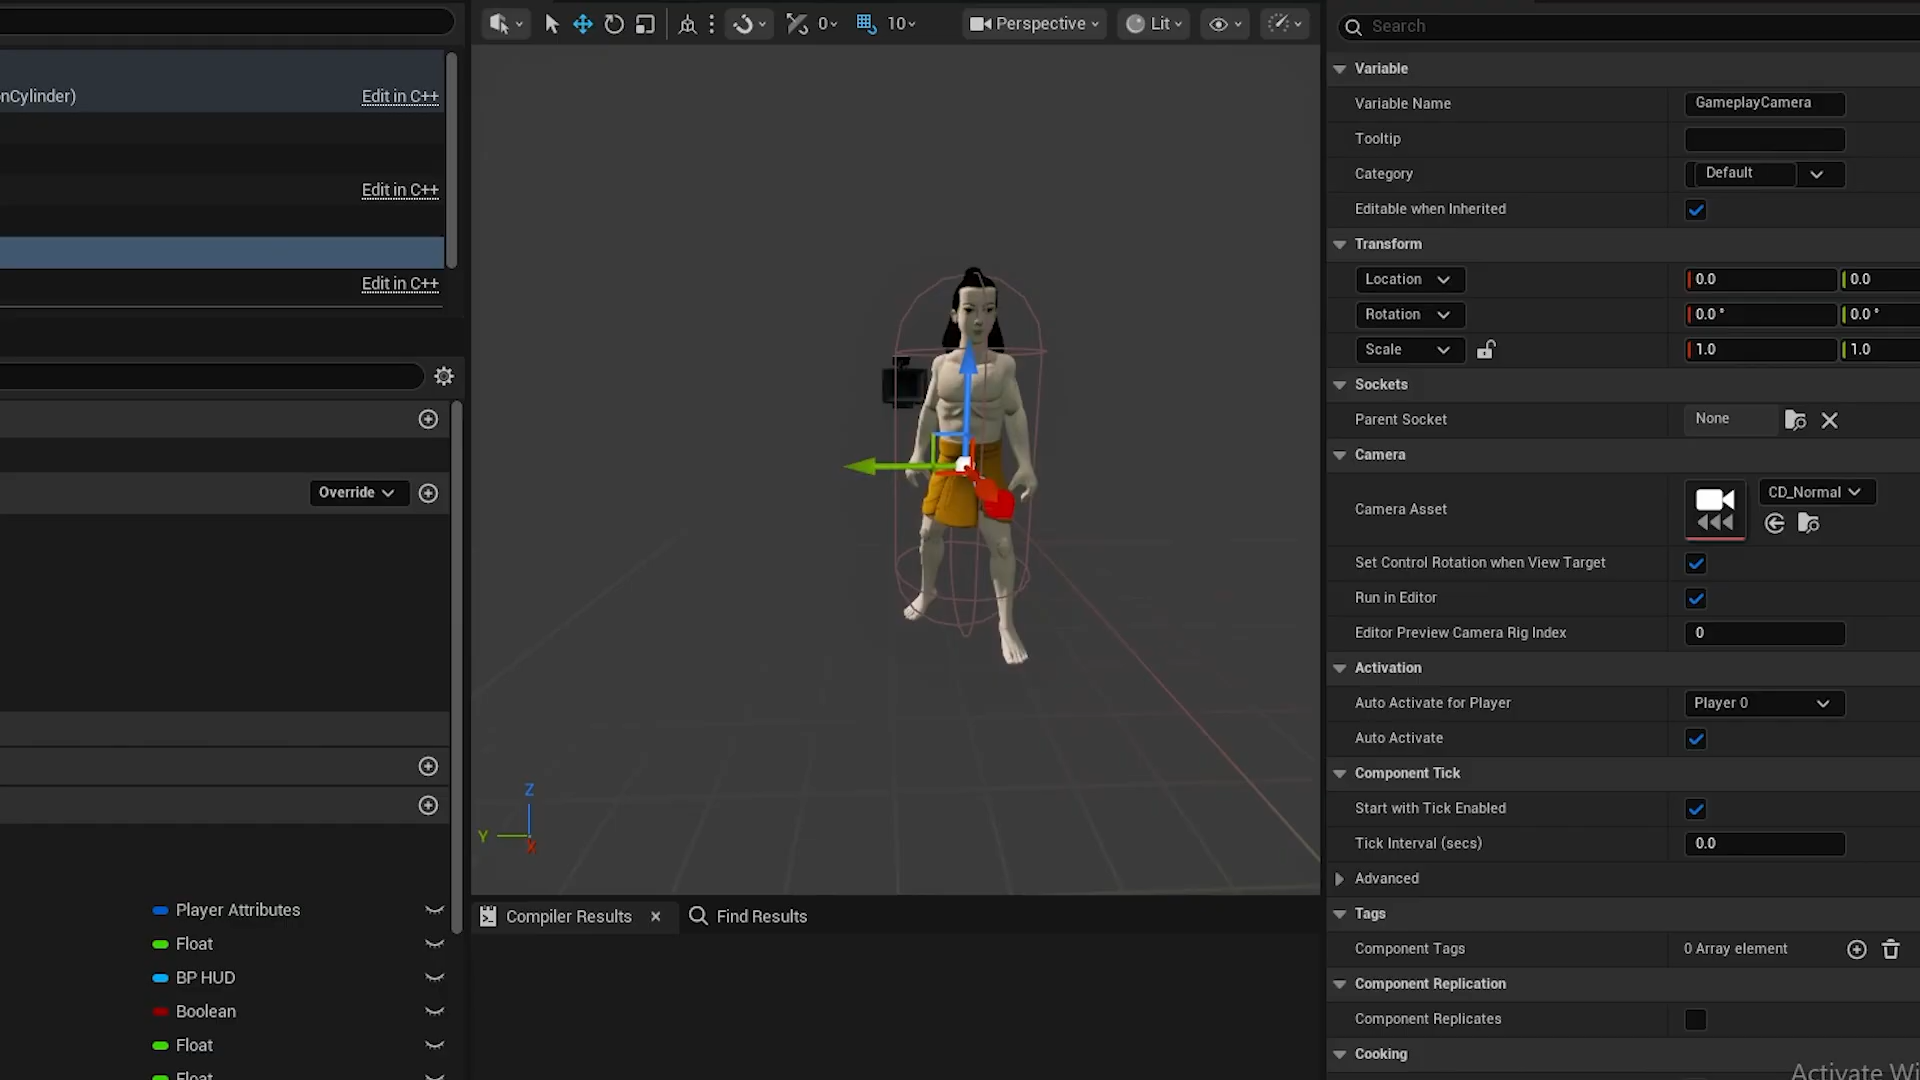 0
10
Perspective
Lit
Search
nCylinder)
Edit in C++
Edit in C++
Edit in C++
Override
Player Attributes
Float
BP HUD
Boolean
Float
Float
Z
Y
X
Compiler Results
Find Results
Variable
Variable Name
GameplayCamera
Tooltip
Category
Default
Editable when Inherited
Transform
Location
0.0
0.0
Rotation
0.0 °
0.0 °
Scale
1.0
1.0
Sockets
Parent Socket
None
Camera
Camera Asset
CD_Normal
Set Control Rotation when View Target
Run in Editor
Editor Preview Camera Rig Index
0
Activation
Auto Activate for Player
Player 0
Auto Activate
Component Tick
Start with Tick Enabled
Tick Interval (secs)
0.0
Advanced
Tags
Component Tags
0 Array element
Component Replication
Component Replicates
Cooking
Activate Wi